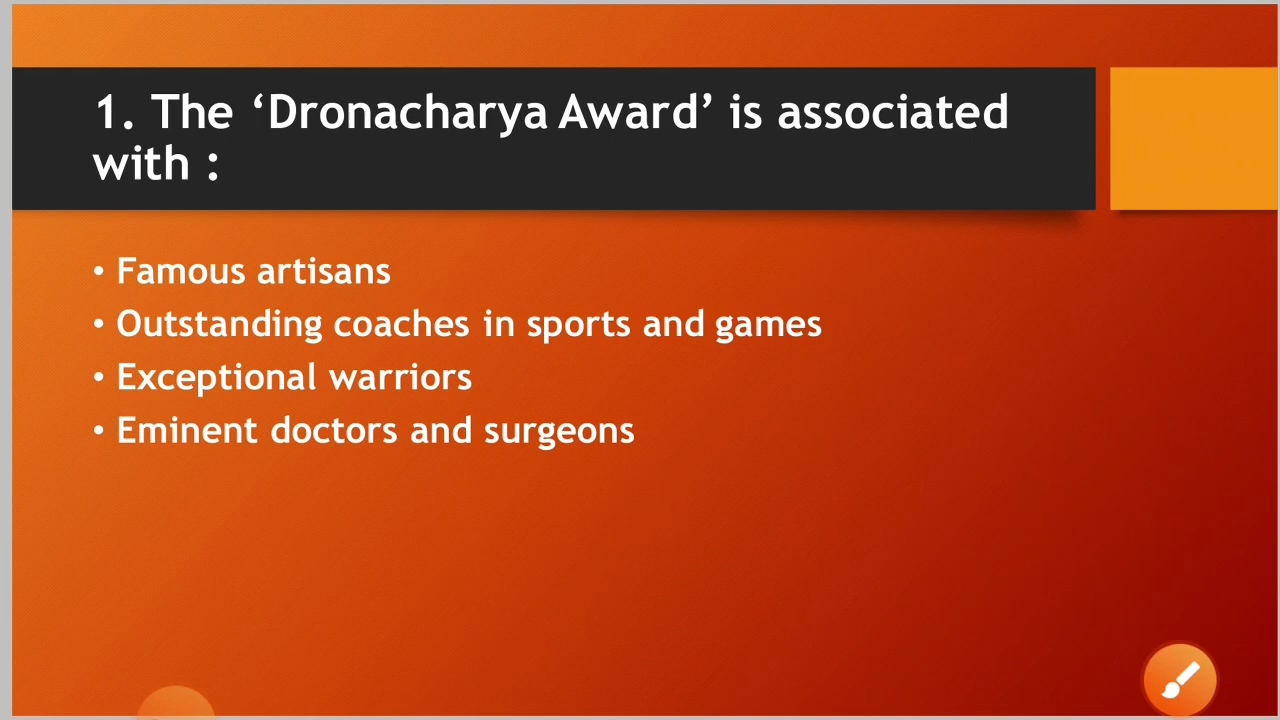 1. The ‘Dronacharya Award’ is associated
with :
• Famous artisans
• Outstanding coaches in sports and games
• Exceptional warriors
• Eminent doctors and surgeons